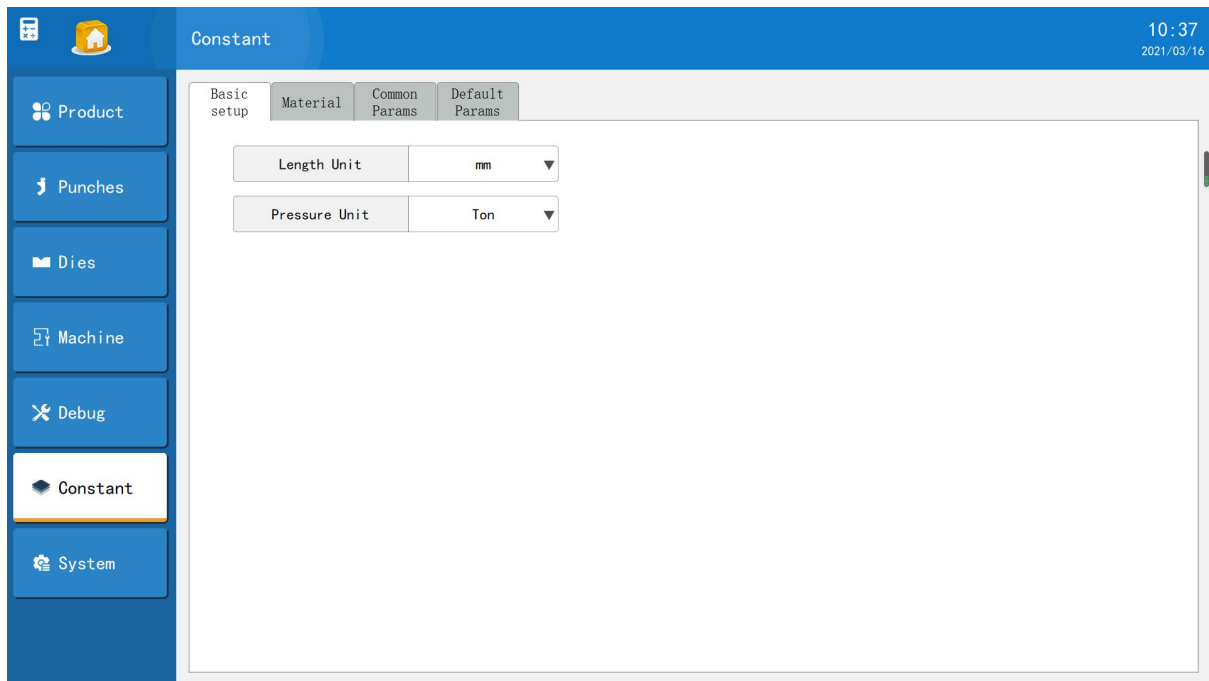 Constant
10:37
2021/03/16
Product
Punches
Dies
Machine
Debug
Constant
System
Basic
setup
Material
Common
Params
Default
Params
Length Unit
mm
Pressure Unit
Ton